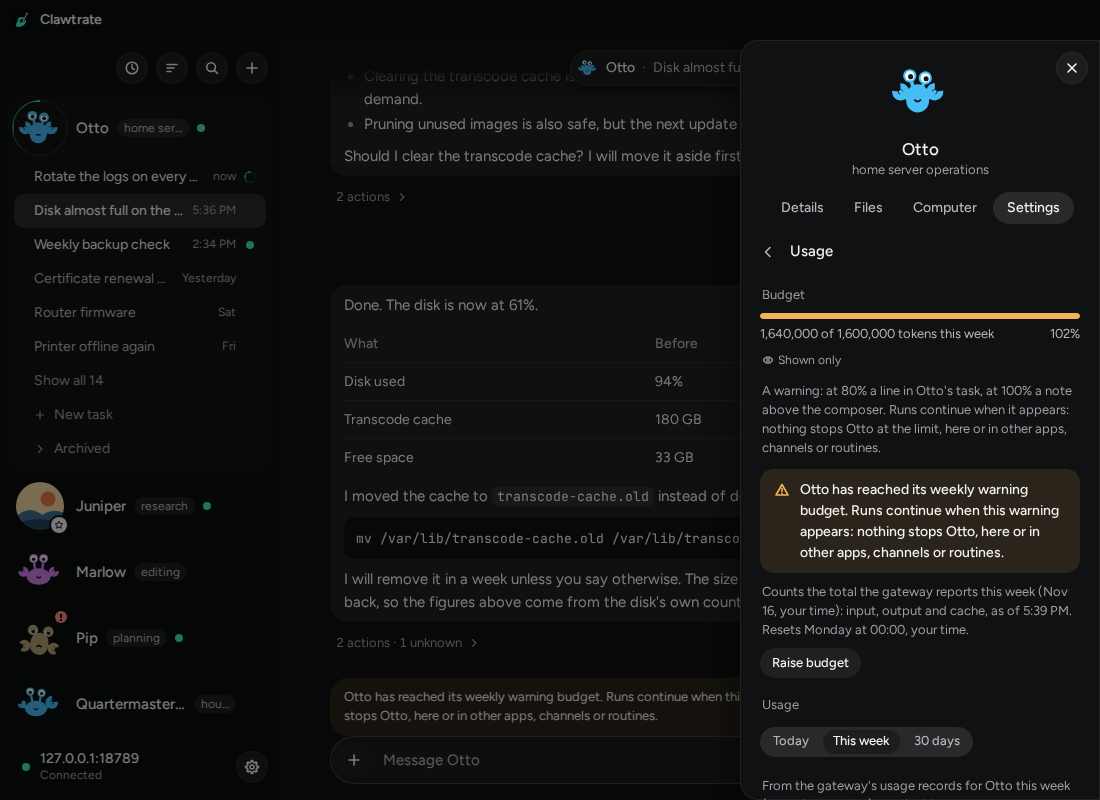 Clawtrate
Otto
home ser...
Rotate the logs on every ...
now
Disk almost full on the ...
5:36 PM
Weekly backup check
2:34 PM
Certificate renewal ...
Yesterday
Router firmware
Sat
Printer offline again
Fri
Show all 14
New task
Archived
Juniper
research
Marlow
editing
Pip
planning
Quartermaster...
hou...
127.0.0.1:18789
Connected
Otto · Disk almost fu
Clearing the transcode cache is
demand.
Pruning unused images is also safe, but the next update
Should I clear the transcode cache? I will move it aside first
2 actions
Done. The disk is now at 61%.
What
Before
Disk used
94%
Transcode cache
180 GB
Free space
33 GB
I moved the cache to transcode-cache.old instead of d
mv /var/lib/transcode-cache.old /var/lib/transco
I will remove it in a week unless you say otherwise. The size
back, so the figures above come from the disk's own count
2 actions · 1 unknown
Otto has reached its weekly warning budget. Runs continue when thi
stops Otto, here or in other apps, channels or routines.
Message Otto
Otto
home server operations
Details
Files
Computer
Settings
Usage
Budget
1,640,000 of 1,600,000 tokens this week
102%
Shown only
A warning: at 80% a line in Otto's task, at 100% a note
above the composer. Runs continue when it appears:
nothing stops Otto at the limit, here or in other apps,
channels or routines.
Otto has reached its weekly warning
budget. Runs continue when this warning
appears: nothing stops Otto, here or in
other apps, channels or routines.
Counts the total the gateway reports this week (Nov
16, your time): input, output and cache, as of 5:39 PM.
Resets Monday at 00:00, your time.
Raise budget
Usage
Today
This week
30 days
From the gateway's usage records for Otto this week